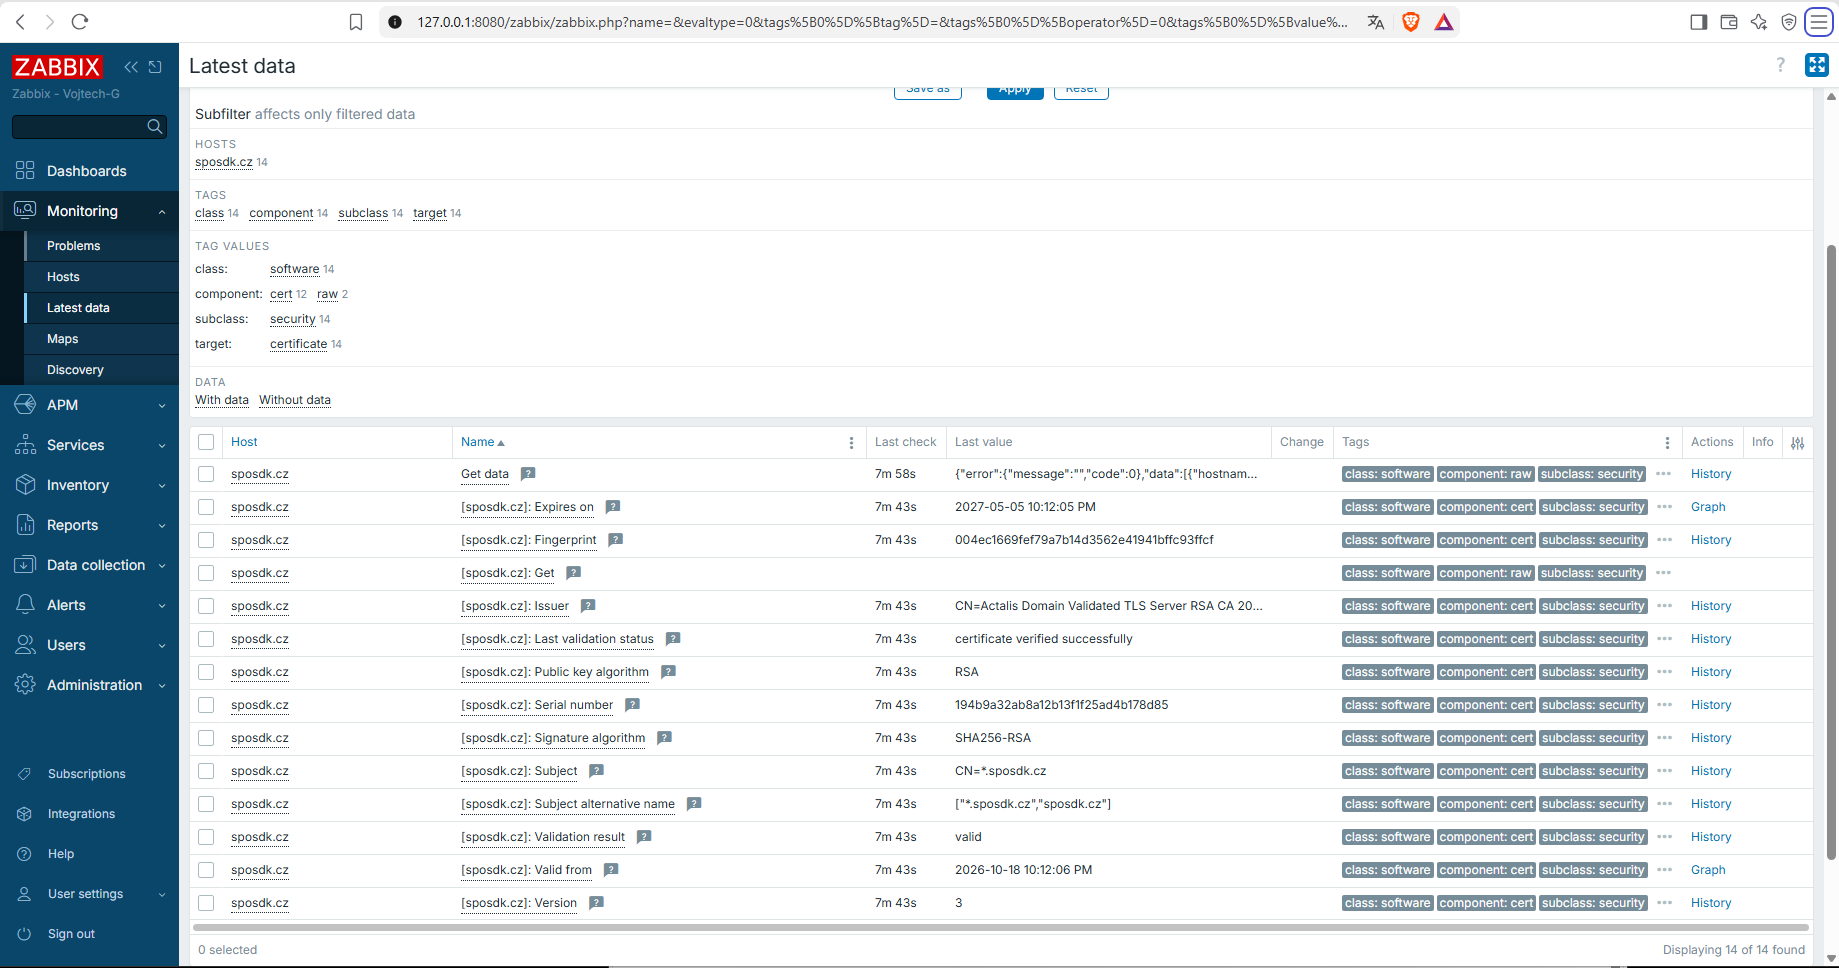 127.0.0.1:8080/zabbix/zabbix.php?name=&evaltype=0&tags%5B0%5D%5Btag%5D=&tags%5B0%5D%5Boperator%5D=0&tags%5B0%5D%5Bvalue%...
ZABBIX
Zabbix - Vojtech-G
Dashboards
Monitoring
Problems
Hosts
Latest data
Maps
Discovery
APM
Services
Inventory
Reports
Data collection
Alerts
Users
Administration
Subscriptions
Integrations
Help
User settings
Sign out
Latest data
?
Save as Apply Reset
Subfilter affects only filtered data
HOSTS
sposdk.cz 14
TAGS
class 14 component 14 subclass 14 target 14
TAG VALUES
class: software 14
component: cert 12 raw 2
subclass: security 14
target: certificate 14
DATA
With data Without data
Host Name Last check Last value Change Tags Actions Info
sposdk.cz Get data ? 7m 58s {"error":{"message":"","code":0},"data":[{"hostnam... class: software component: raw subclass: security History
sposdk.cz [sposdk.cz]: Expires on ? 7m 43s 2027-05-05 10:12:05 PM class: software component: cert subclass: security Graph
sposdk.cz [sposdk.cz]: Fingerprint ? 7m 43s 004ec1669fef79a7b14d3562e41941bffc93ffcf class: software component: cert subclass: security History
sposdk.cz [sposdk.cz]: Get ? class: software component: raw subclass: security
sposdk.cz [sposdk.cz]: Issuer ? 7m 43s CN=Actalis Domain Validated TLS Server RSA CA 20... class: software component: cert subclass: security History
sposdk.cz [sposdk.cz]: Last validation status ? 7m 43s certificate verified successfully class: software component: cert subclass: security History
sposdk.cz [sposdk.cz]: Public key algorithm ? 7m 43s RSA class: software component: cert subclass: security History
sposdk.cz [sposdk.cz]: Serial number ? 7m 43s 194b9a32ab8a12b13f1f25ad4b178d85 class: software component: cert subclass: security History
sposdk.cz [sposdk.cz]: Signature algorithm ? 7m 43s SHA256-RSA class: software component: cert subclass: security History
sposdk.cz [sposdk.cz]: Subject ? 7m 43s CN=*.sposdk.cz class: software component: cert subclass: security History
sposdk.cz [sposdk.cz]: Subject alternative name ? 7m 43s ["*.sposdk.cz","sposdk.cz"] class: software component: cert subclass: security History
sposdk.cz [sposdk.cz]: Validation result ? 7m 43s valid class: software component: cert subclass: security History
sposdk.cz [sposdk.cz]: Valid from ? 7m 43s 2026-10-18 10:12:06 PM class: software component: cert subclass: security Graph
sposdk.cz [sposdk.cz]: Version ? 7m 43s 3 class: software component: cert subclass: security History
0 selected
Displaying 14 of 14 found